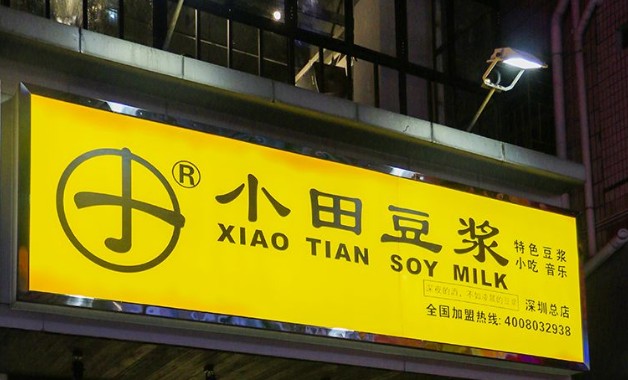 ®
小田豆浆
XIAO TIAN SOY MILK
特色豆浆
小吃 音乐
深圳总店
全国加盟热线: 4008032938